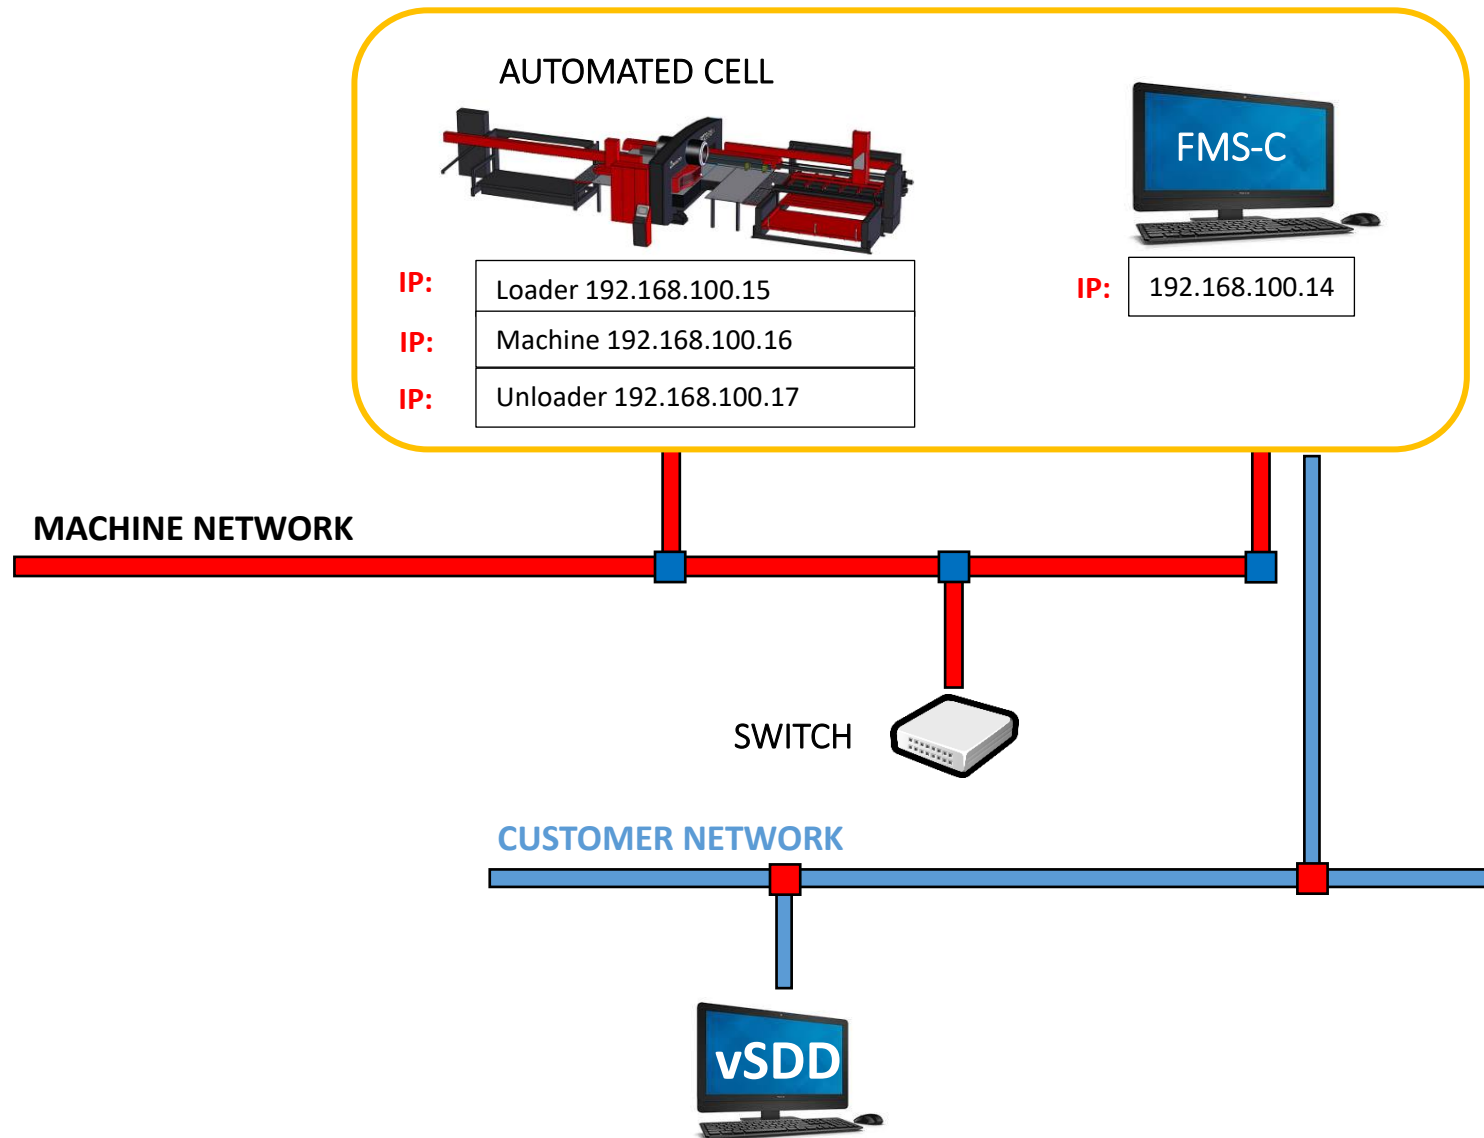 AUTOMATED CELL
FMS-C
IP: Loader 192.168.100.15
IP: 192.168.100.14
IP: Machine 192.168.100.16
IP: Unloader 192.168.100.17
MACHINE NETWORK
SWITCH
CUSTOMER NETWORK
vSDD